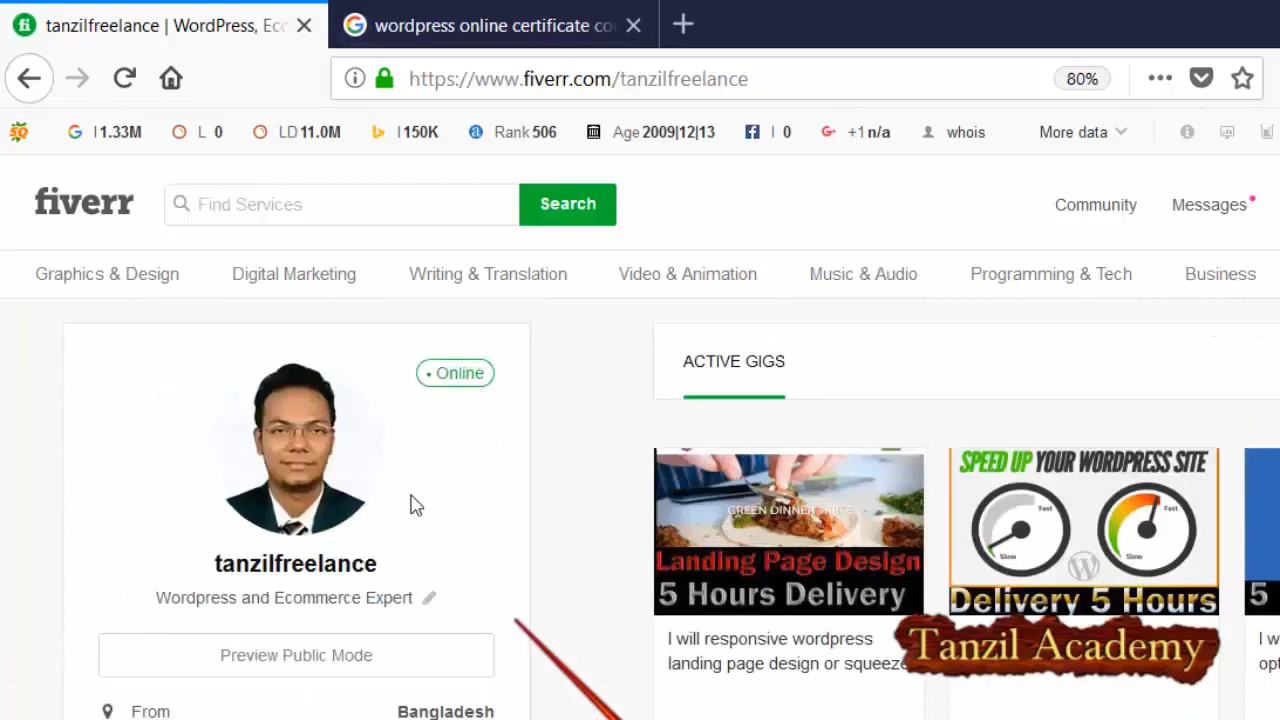 tanzilfreelance | WordPress, Ec
wordpress online certificate co
https://www.fiverr.com/tanzilfreelance
80%
I 1.33M
L 0
LD 11.0M
I 150K
Rank 506
Age 2009|12|13
I 0
+1 n/a
whois
More data
fiverr
Find Services
Search
Community
Messages
Graphics & Design
Digital Marketing
Writing & Translation
Video & Animation
Music & Audio
Programming & Tech
Business
Online
ACTIVE GIGS
tanzilfreelance
Wordpress and Ecommerce Expert
Preview Public Mode
From
Bangladesh
GREEN DINNER TABLE
Landing Page Design
5 Hours Delivery
I will responsive wordpress
landing page design or squeeze
SPEED UP YOUR WORDPRESS SITE
Slow
Fast
Slow
Fast
Delivery 5 Hours
Tanzil Academy
5
I w
opt